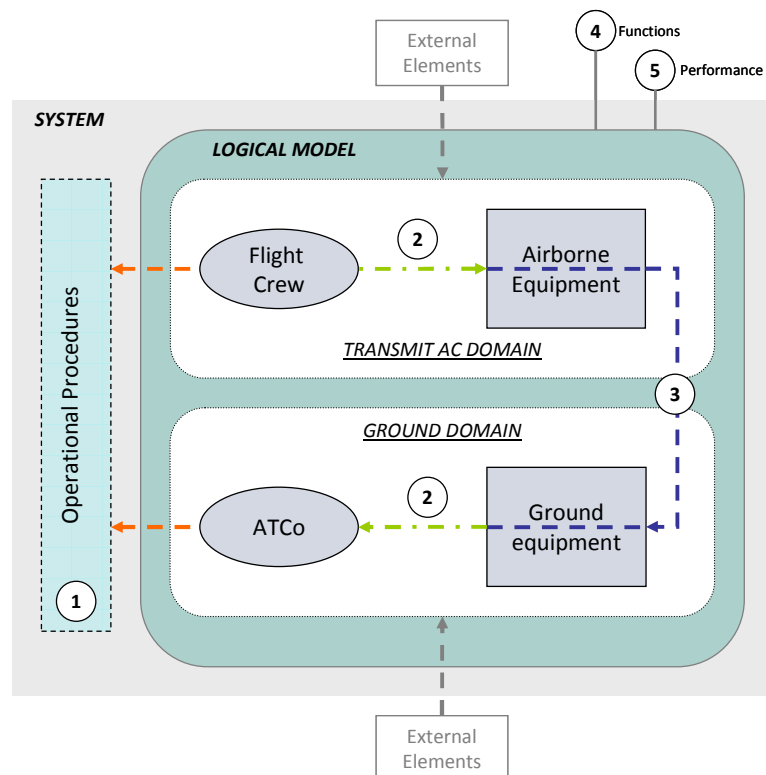 External
Elements
4
Functions
5
Performance
SYSTEM
LOGICAL MODEL
Operational Procedures
1
Flight
Crew
2
Airborne
Equipment
TRANSMIT AC DOMAIN
3
GROUND DOMAIN
ATCo
2
Ground
equipment
External
Elements